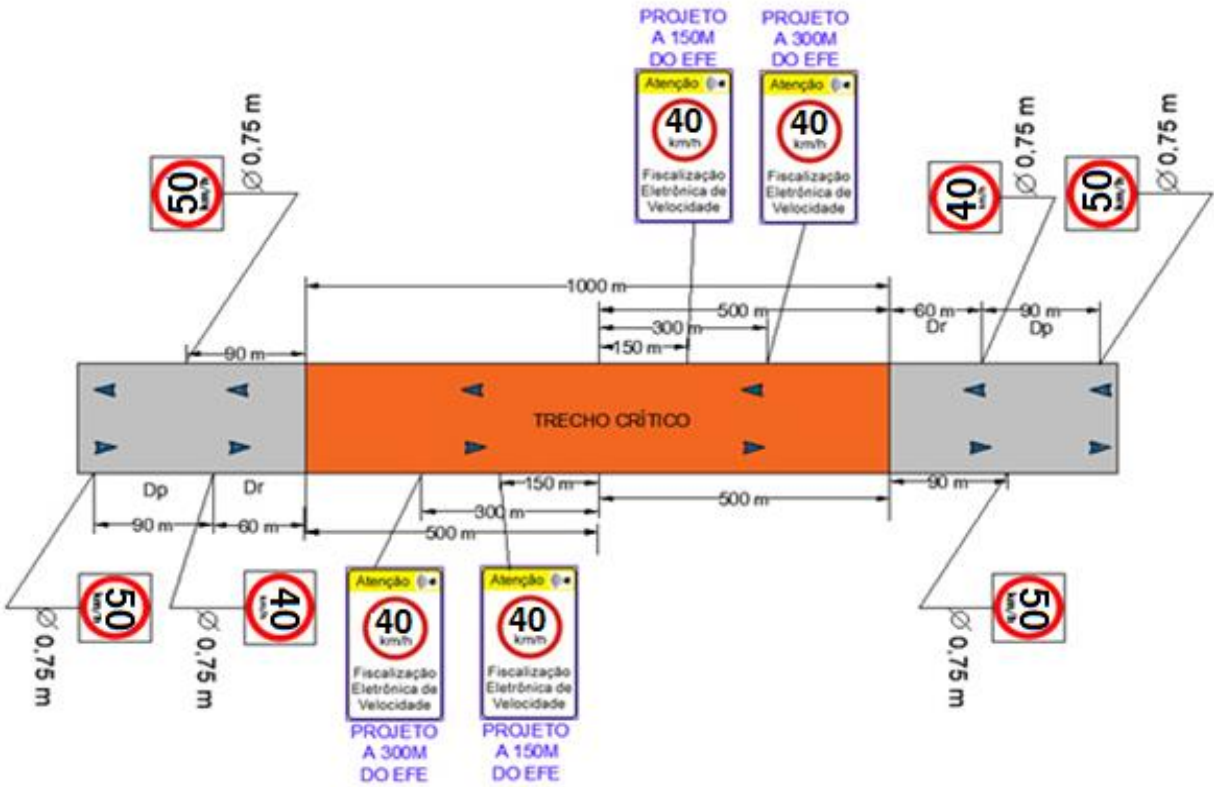 PROJETO
A 150M
DO EFE
PROJETO
A 300M
DO EFE
Atenção
40
km/h
Fiscalização
Eletrônica de
Velocidade
Atenção
40
km/h
Fiscalização
Eletrônica de
Velocidade
50
km/h
Ø 0,75 m
40
km/h
Ø 0,75 m
50
km/h
Ø 0,75 m
1000 m
500 m
60 m
90 m
300 m
Dr
Dp
150 m
90 m
TRECHO CRÍTICO
Dp
Dr
150 m
90 m
300 m
500 m
90 m
60 m
500 m
50
km/h
Ø 0,75 m
40
km/h
Ø 0,75 m
Atenção
40
km/h
Fiscalização
Eletrônica de
Velocidade
PROJETO
A 300M
DO EFE
Atenção
40
km/h
Fiscalização
Eletrônica de
Velocidade
PROJETO
A 150M
DO EFE
50
km/h
Ø 0,75 m